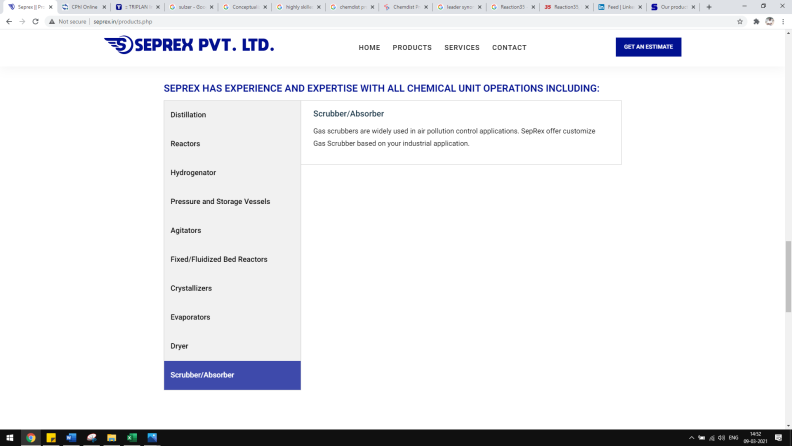 Seprex || P
CPhI Online
TRIPLAN
sulzer - Goo
Conceptual
highly skille
chemdist pr
Chemdist
leader syno
Reaction35
Reaction35
Feed | Linke
Our produc
Not secure | seprex.in/products.php
SEPREX PVT. LTD.
HOME PRODUCTS SERVICES CONTACT
GET AN ESTIMATE
SEPREX HAS EXPERIENCE AND EXPERTISE WITH ALL CHEMICAL UNIT OPERATIONS INCLUDING:
Distillation
Reactors
Hydrogenator
Pressure and Storage Vessels
Agitators
Fixed/Fluidized Bed Reactors
Crystallizers
Evaporators
Dryer
Scrubber/Absorber
Scrubber/Absorber
Gas scrubbers are widely used in air pollution control applications. SepRex offer customize
Gas Scrubber based on your industrial application.
ENG
14:52
09-03-2021